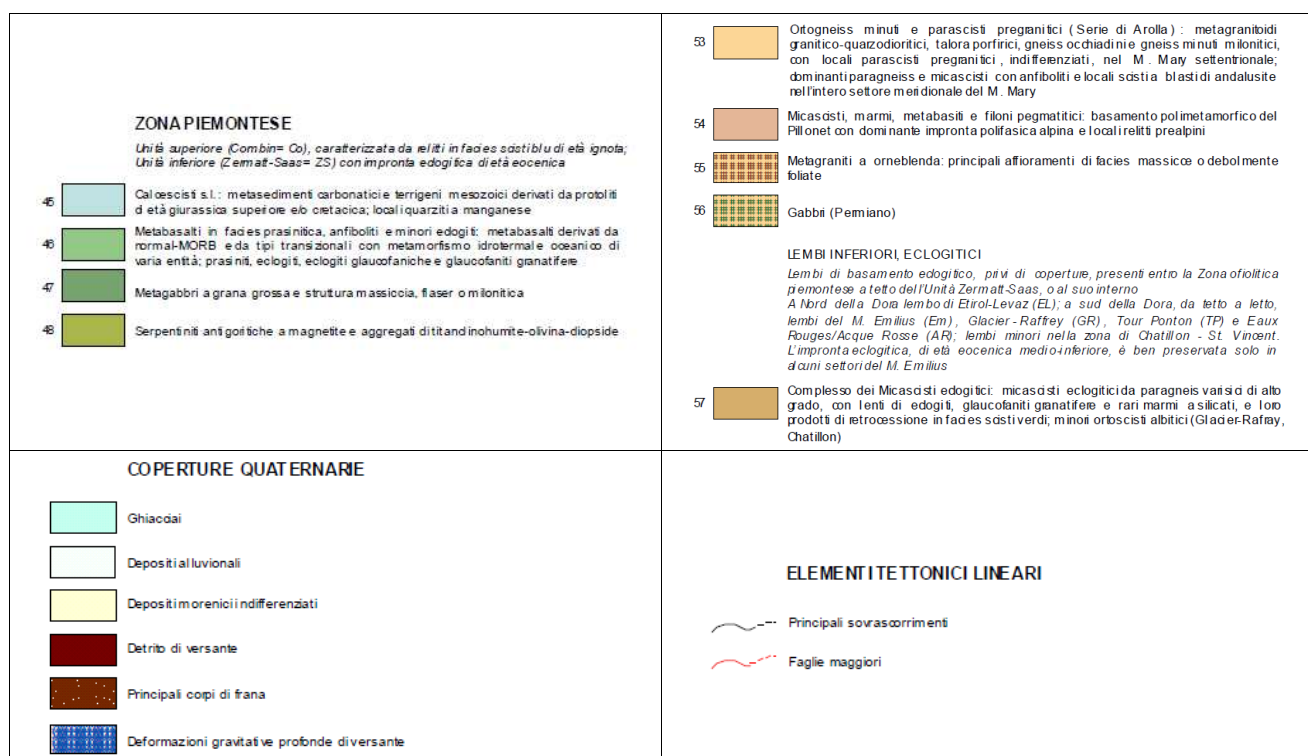 ZONA PIEMONTESE
Unità superiore (Combin= Co), caratterizzata da relitti in facies scisti blu di età ignota;
Unità inferiore (Zermatt-Saas= ZS) con impronta edogitica di età eocenica
45
Calcescisti s.l.: metasedimenti carbonatici e terrigeni mesozoici derivati da protoliti
di età giurassica superiore e/o cretacica; locali quarziti a manganese
46
Metabasalti in facies prasinitica, anfiboliti e minori edogiti: metabasalti derivati da
normal-MORB e da tipi transizionali con metamorfismo idrotermale oceanico di
varia entità; prasiniti, eclogiti, eclogiti glaucofaniche e glaucofaniti granatifere
47
Metagabbri a grana grossa e struttura massiccia, flaser o milonitica
48
Serpentiniti antigoritiche a magnetite e aggregati di titandinohumite-olivina-diopside
53
Ortogneiss minuti e parascisti pregranitici (Serie di Arolla) : metagranitoidi
granitico-quarzodioritici, talora porfirici, gneiss occhiadini e gneiss minuti milonitici,
con locali parascisti pregranitici , indifferenziati, nel M. Mary settentrionale;
dominanti paragneiss e micascisti con anfiboliti e locali scisti a blasti di andalusite
nell'intero settore meridionale del M. Mary
54
Micascisti, marmi, metabasiti e filoni pegmatitici: basamento polimetamorfico del
Pillonet con dominante impronta polifasica alpina e locali relitti prealpini
55
Metagraniti a orneblenda: principali affioramenti di facies massicce o debolmente
foliate
56
Gabbri (Permiano)
LEMBI INFERIORI, ECLOGITICI
Lembi di basamento edogitico, privi di coperture, presenti entro la Zona ofiolitica
piemontese a tetto dell'Unità Zermatt-Saas, o al suo interno
A Nord della Dora lembo di Etirol-Levaz (EL); a sud della Dora, da tetto a letto,
lembi del M. Emilius (Em), Glacier - Raffrey (GR), Tour Ponton (TP) e Eaux
Rouges/Acque Rosse (AR); lembi minori nella zona di Chatillon - St. Vincent.
L'impronta eclogitica, di età eocenica medio-inferiore, è ben preservata solo in
alcuni settori del M. Emilius
57
Complesso dei Micascisti edogitici: micascisti eclogitici da paragneis varisici di alto
grado, con lenti di edogiti, glaucofaniti granatifere e rari marmi a silicati, e loro
prodotti di retrocessione in facies scisti verdi; minori ortoscisti albitici (Glacier-Rafray,
Chatillon)
COPERTURE QUATERNARIE
Ghiacciai
Depositi alluvionali
Depositi morenici indifferenziati
Detrito di versante
Principali corpi di frana
Deformazioni gravitative profonde di versante
ELEMENTI TETTONICI LINEARI
Principali sovrascorrimenti
Faglie maggiori